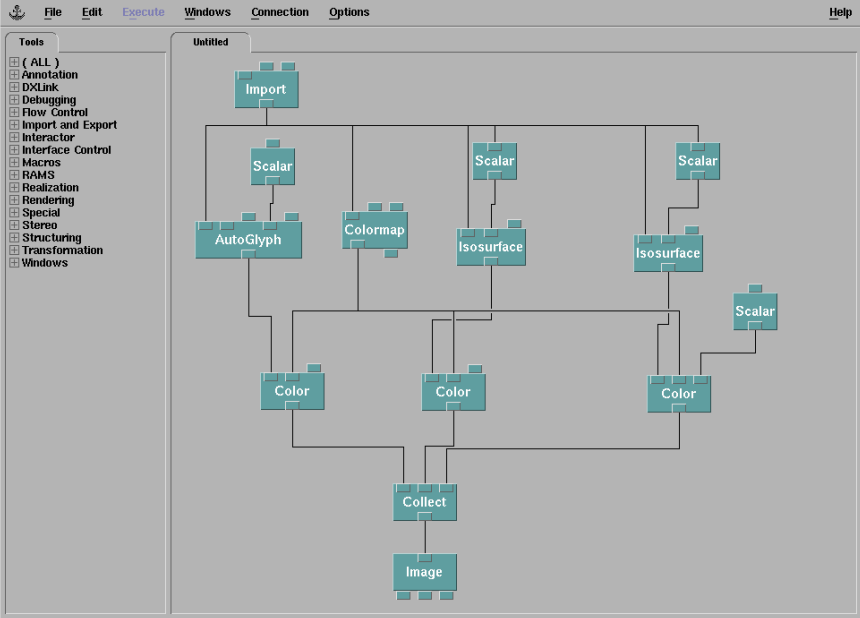 File Edit Execute Windows Connection Options Help
Tools
Untitled
( ALL )
Annotation
DXLink
Debugging
Flow Control
Import and Export
Interactor
Interface Control
Macros
RAMS
Realization
Rendering
Special
Stereo
Structuring
Transformation
Windows
Import
Scalar
Scalar
Scalar
AutoGlyph
Colormap
Isosurface
Isosurface
Scalar
Color
Color
Color
Collect
Image